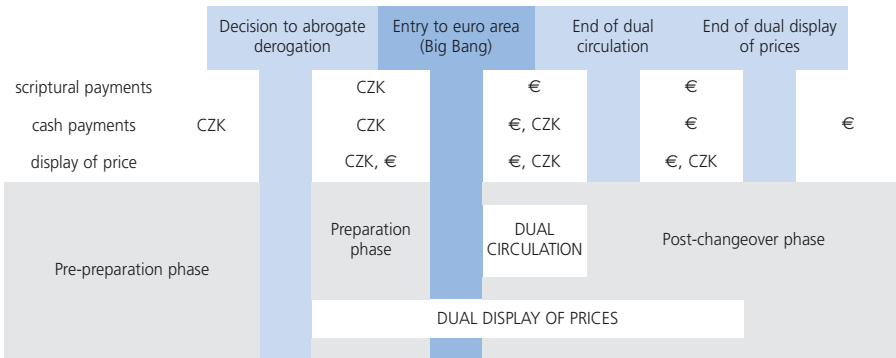 Decision to abrogate derogation
Entry to euro area (Big Bang)
End of dual circulation
End of dual display of prices
scriptural payments CZK € €
cash payments CZK CZK €, CZK € €
display of price CZK, € €, CZK €, CZK
Pre-preparation phase
Preparation phase
DUAL CIRCULATION
Post-changeover phase
DUAL DISPLAY OF PRICES